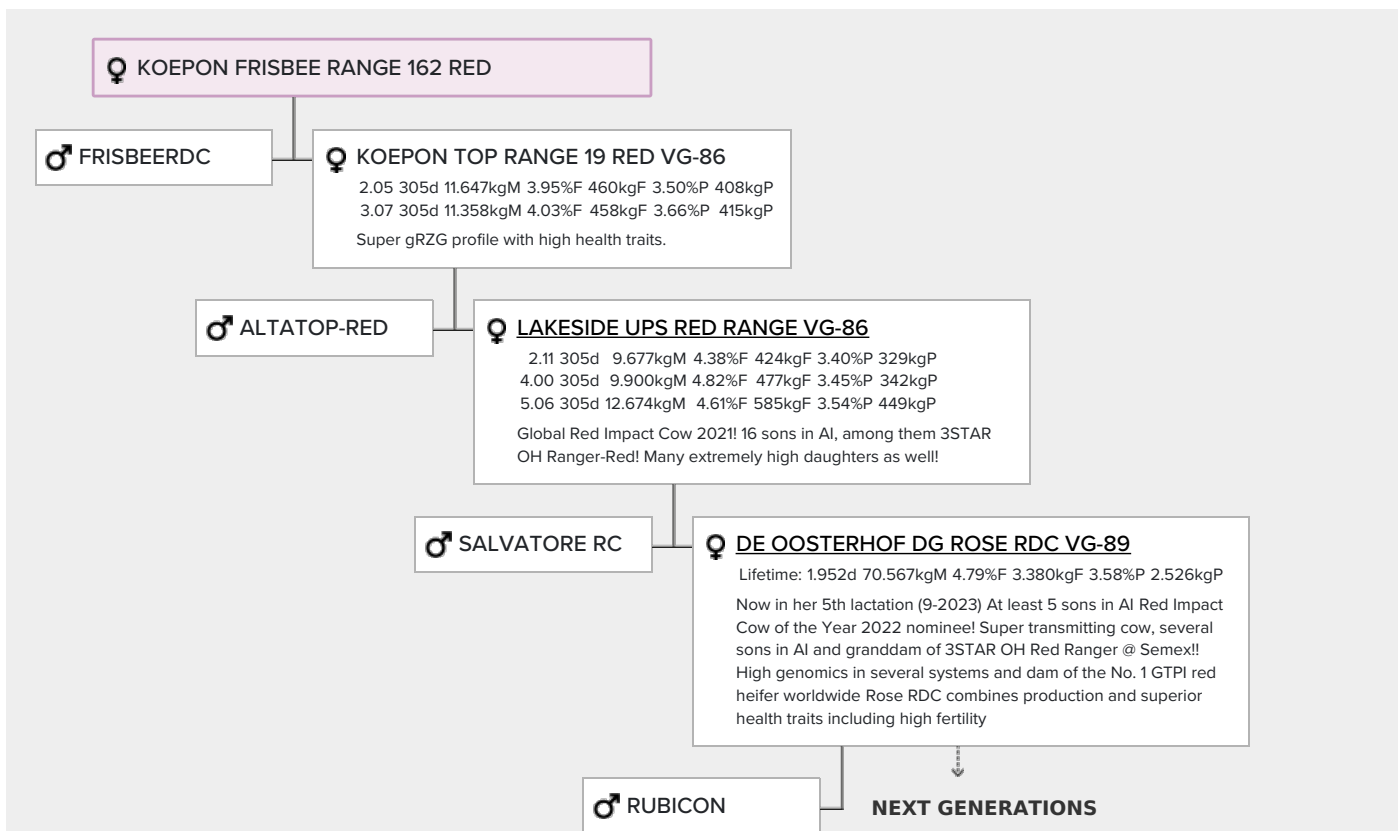 KOEPON FRISBEE RANGE 162 RED
FRISBEERDC
KOEPON TOP RANGE 19 RED VG-86
2.05 305d 11.647kgM 3.95%F 460kgF 3.50%P 408kgP
3.07 305d 11.358kgM 4.03%F 458kgF 3.66%P 415kgP
Super gRZG profile with high health traits.
ALTATOP-RED
LAKESIDE UPS RED RANGE VG-86
2.11 305d 9.677kgM 4.38%F 424kgF 3.40%P 329kgP
4.00 305d 9.900kgM 4.82%F 477kgF 3.45%P 342kgP
5.06 305d 12.674kgM 4.61%F 585kgF 3.54%P 449kgP
Global Red Impact Cow 2021! 16 sons in AI, among them 3STAR
OH Ranger-Red! Many extremely high daughters as well!
SALVATORE RC
DE OOSTERHOF DG ROSE RDC VG-89
Lifetime: 1.952d 70.567kgM 4.79%F 3.380kgF 3.58%P 2.526kgP
Now in her 5th lactation (9-2023) At least 5 sons in AI Red Impact
Cow of the Year 2022 nominee! Super transmitting cow, several
sons in AI and granddam of 3STAR OH Red Ranger @ Semex!!
High genomics in several systems and dam of the No. 1 GTPI red
heifer worldwide Rose RDC combines production and superior
health traits including high fertility
RUBICON
NEXT GENERATIONS